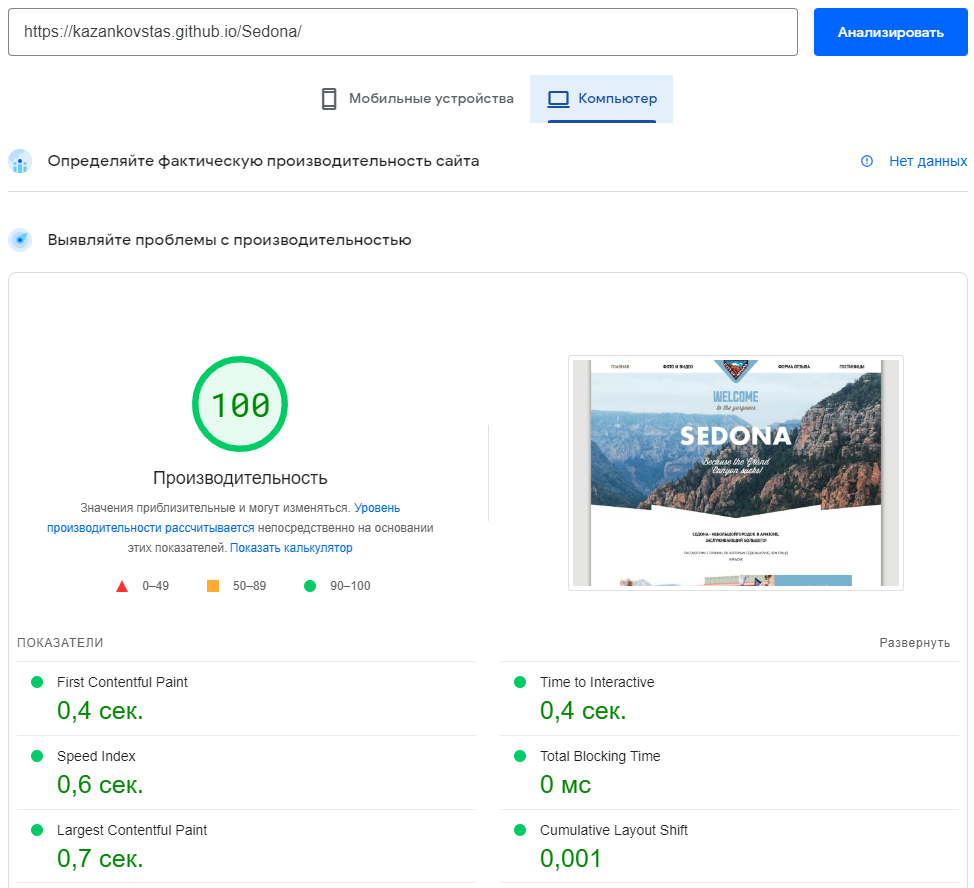 https://kazankovstas.github.io/Sedona/
Анализировать
Мобильные устройства
Компьютер
Определяйте фактическую производительность сайта
Нет данных
Выявляйте проблемы с производительностью
100
Производительность
Значения приблизительные и могут изменяться. Уровень
производительности рассчитывается непосредственно на основании
этих показателей. Показать калькулятор
0–49
50–89
90–100
ГЛАВНАЯ
ФОТО И ВИДЕО
ФОРМА ОТЗЫВА
ГОСТИНИЦЫ
WELCOME
to the gorgeous
SEDONA
Because the Grand
Canyon sucks!
СЕДОНА - НЕБОЛЬШОЙ ГОРОДОК В АРИЗОНЕ,
ЗАСЛУЖИВАЮЩИЙ БОЛЬШЕГО!
ПОКАЗАТЕЛИ
Развернуть
First Contentful Paint
0,4 сек.
Time to Interactive
0,4 сек.
Speed Index
0,6 сек.
Total Blocking Time
0 мс
Largest Contentful Paint
0,7 сек.
Cumulative Layout Shift
0,001